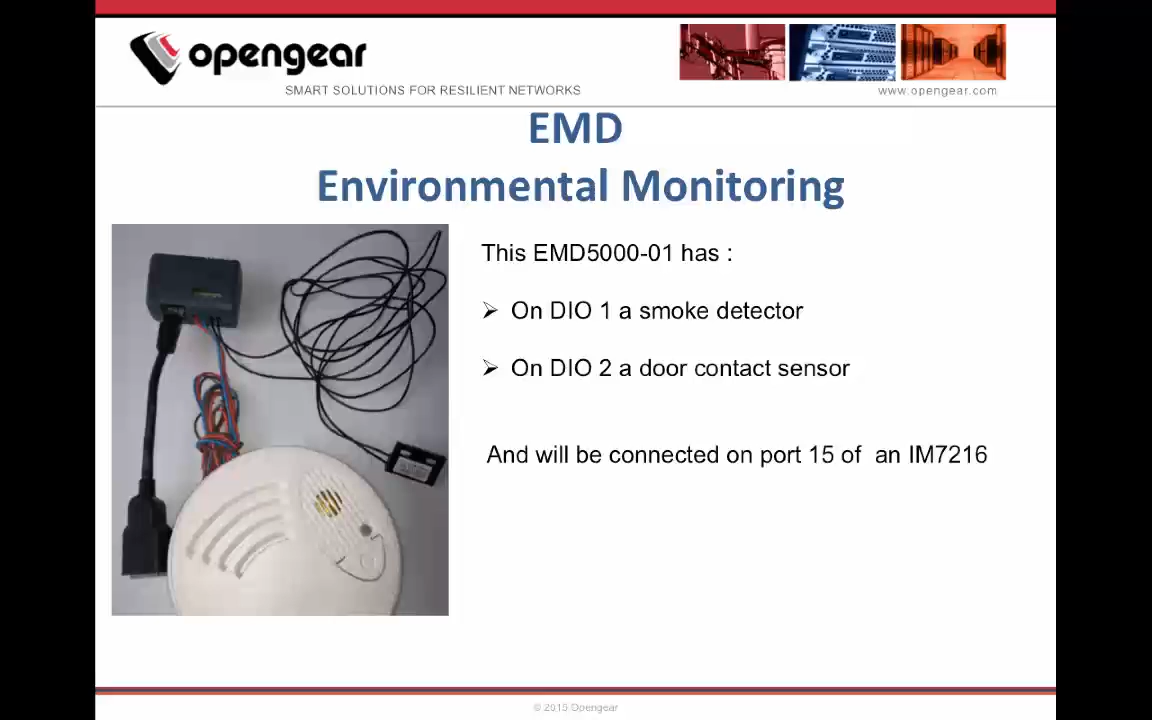 opengear
SMART SOLUTIONS FOR RESILIENT NETWORKS
www.opengear.com
EMD
Environmental Monitoring
This EMD5000-01 has :
On DIO 1 a smoke detector
On DIO 2 a door contact sensor
And will be connected on port 15 of an IM7216
© 2015 Opengear